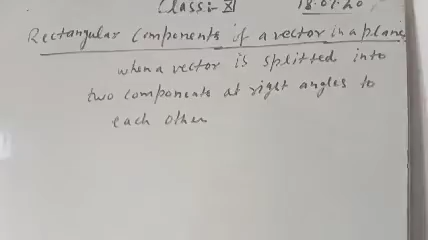 Class:- XI 18.07.20
Rectangular Components of a vector in a plane
when a vector is splitted into
two components at right angles to
each other